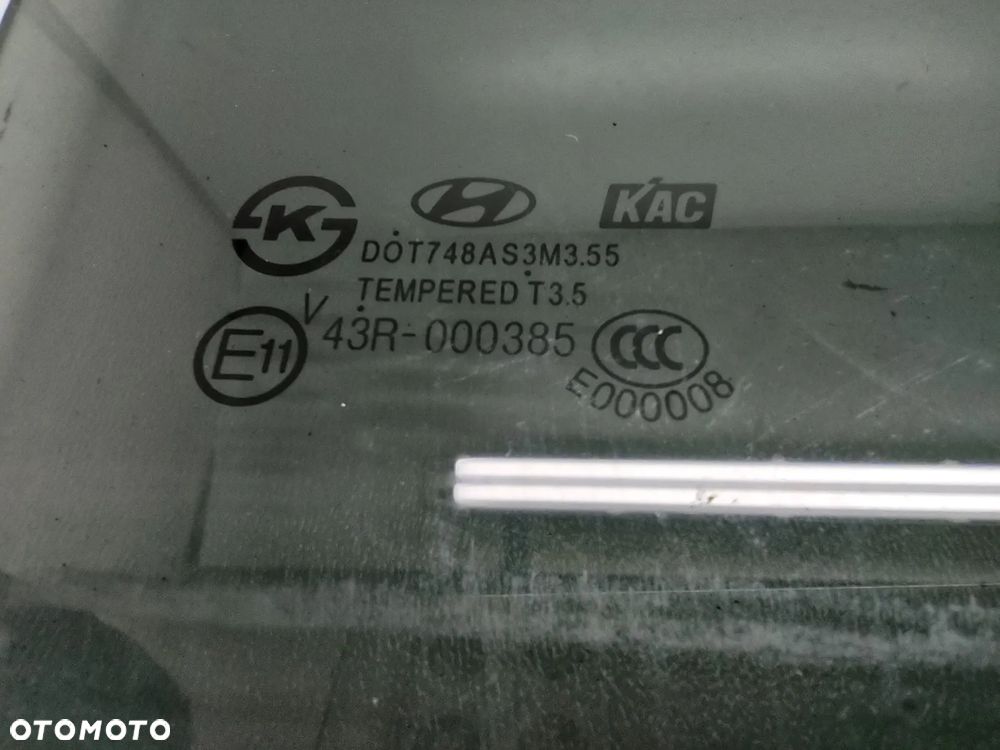 K KAC
DOT748AS3M3.55
TEMPERED T3.5
V
E11 43R-000385 CCC
E000008
OTOMOTO